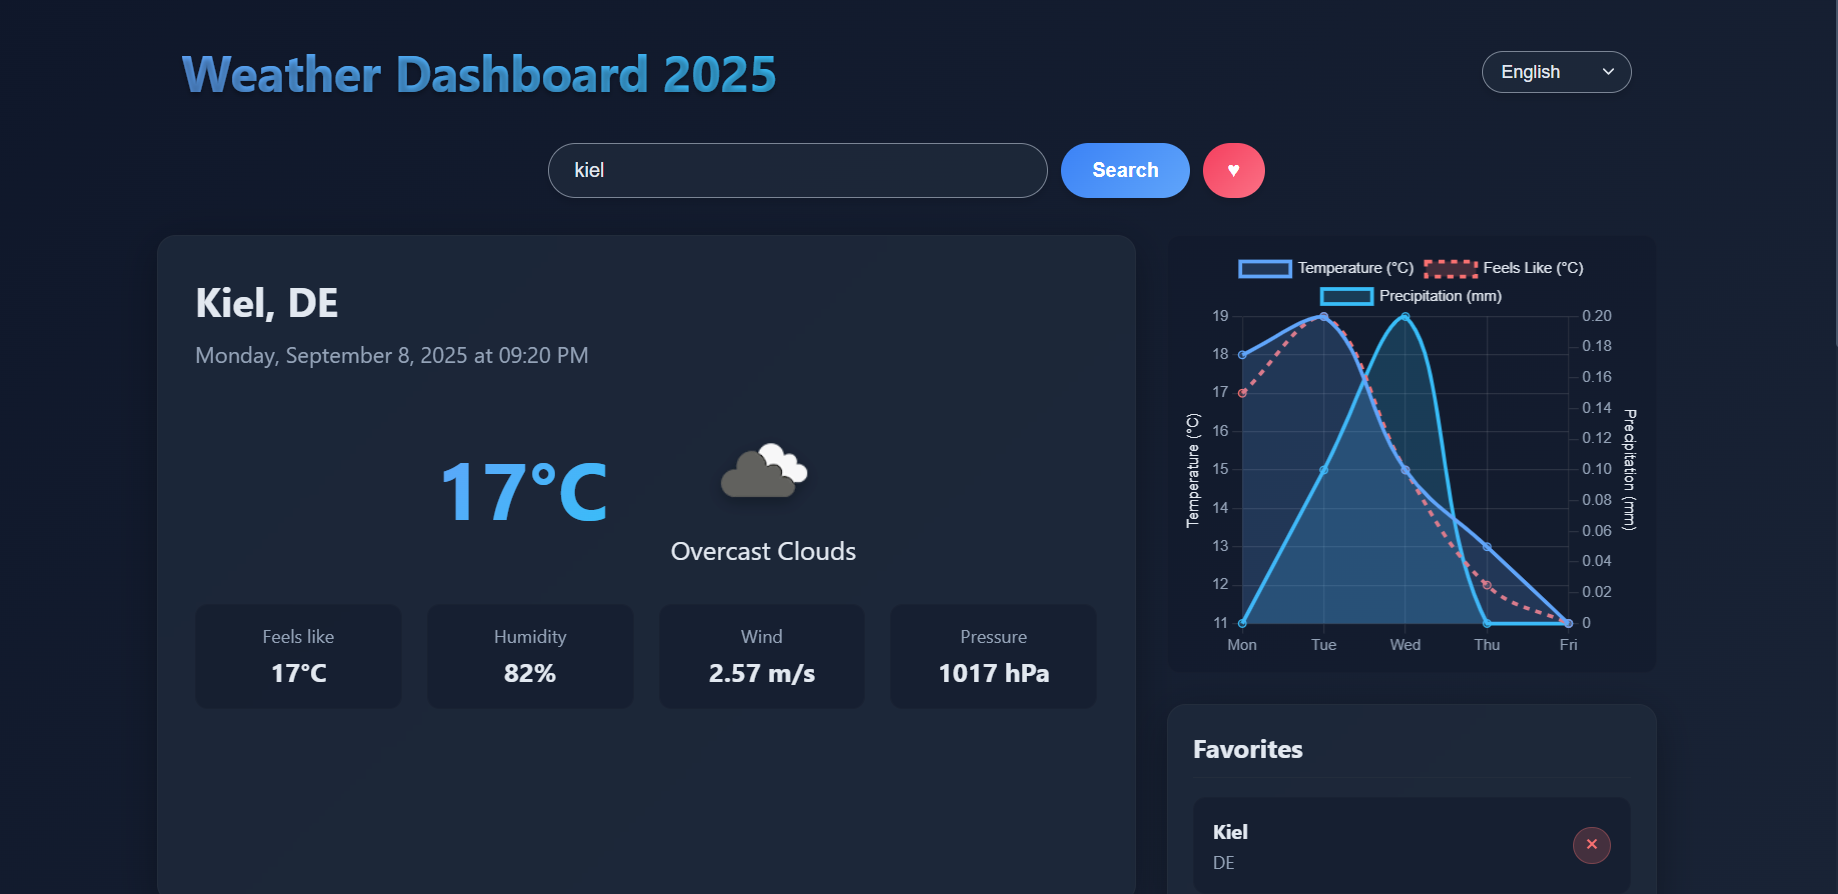 Weather Dashboard 2025
English
kiel
Search
♥
Kiel, DE
Monday, September 8, 2025 at 09:20 PM
17°C
Overcast Clouds
Feels like
17°C
Humidity
82%
Wind
2.57 m/s
Pressure
1017 hPa
Temperature (°C) Feels Like (°C)
Precipitation (mm)
Temperature (°C)
19
18
17
16
15
14
13
12
11
0.20
0.18
0.16
0.14
0.12
0.10
0.08
0.06
0.04
0.02
0
Precipitation (mm)
Mon Tue Wed Thu Fri
Favorites
Kiel
DE
×